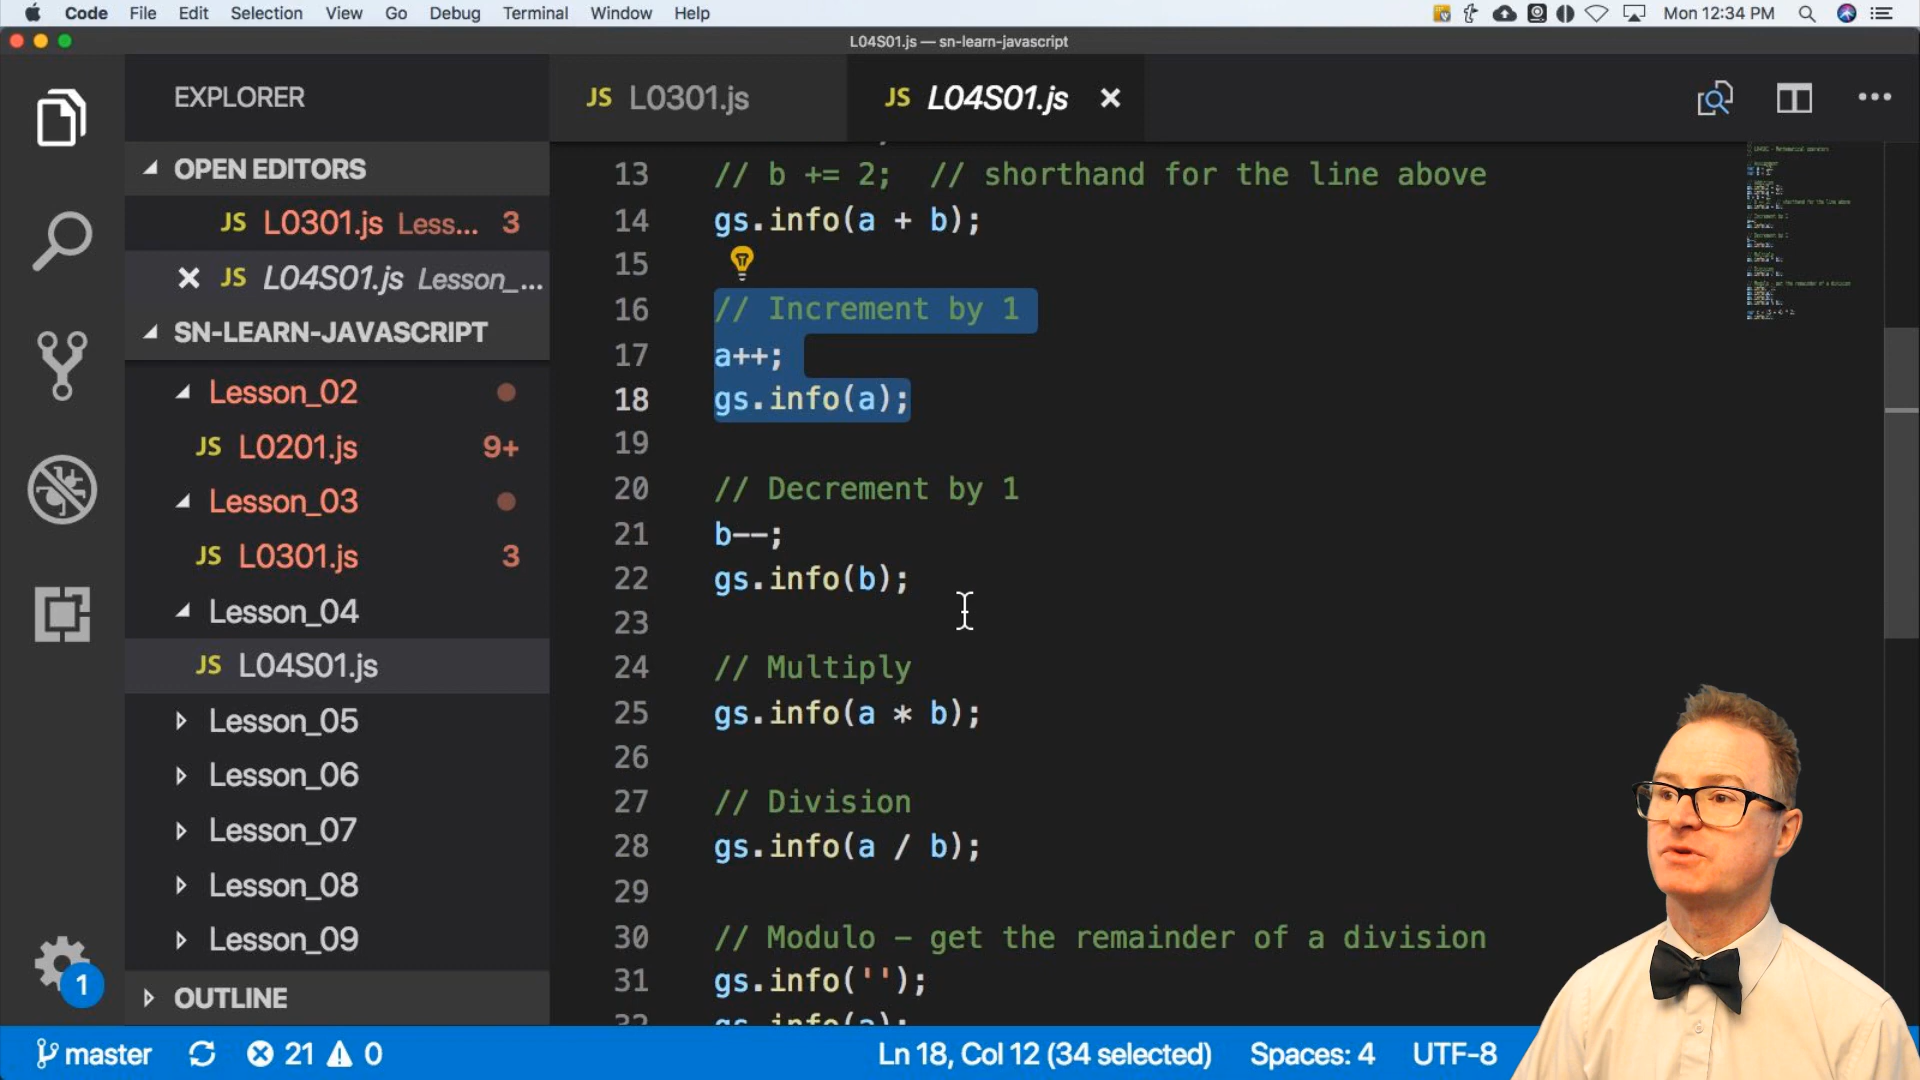 Code File Edit Selection View Go Debug Terminal Window Help Mon 12:34 PM
L04S01.js — sn-learn-javascript
EXPLORER
OPEN EDITORS
JS L0301.js Less... 3
JS L04S01.js Lesson_...
SN-LEARN-JAVASCRIPT
Lesson_02
JS L0201.js 9+
Lesson_03
JS L0301.js 3
Lesson_04
JS L04S01.js
Lesson_05
Lesson_06
Lesson_07
Lesson_08
Lesson_09
OUTLINE
1
JS L0301.js JS L04S01.js
13 // b += 2; // shorthand for the line above
14 gs.info(a + b);
15
16 // Increment by 1
17 a++;
18 gs.info(a);
19
20 // Decrement by 1
21 b--;
22 gs.info(b);
23
24 // Multiply
25 gs.info(a * b);
26
27 // Division
28 gs.info(a / b);
29
30 // Modulo – get the remainder of a division
31 gs.info('');
32 gs.info(a);
master 21 0 Ln 18, Col 12 (34 selected) Spaces: 4 UTF-8